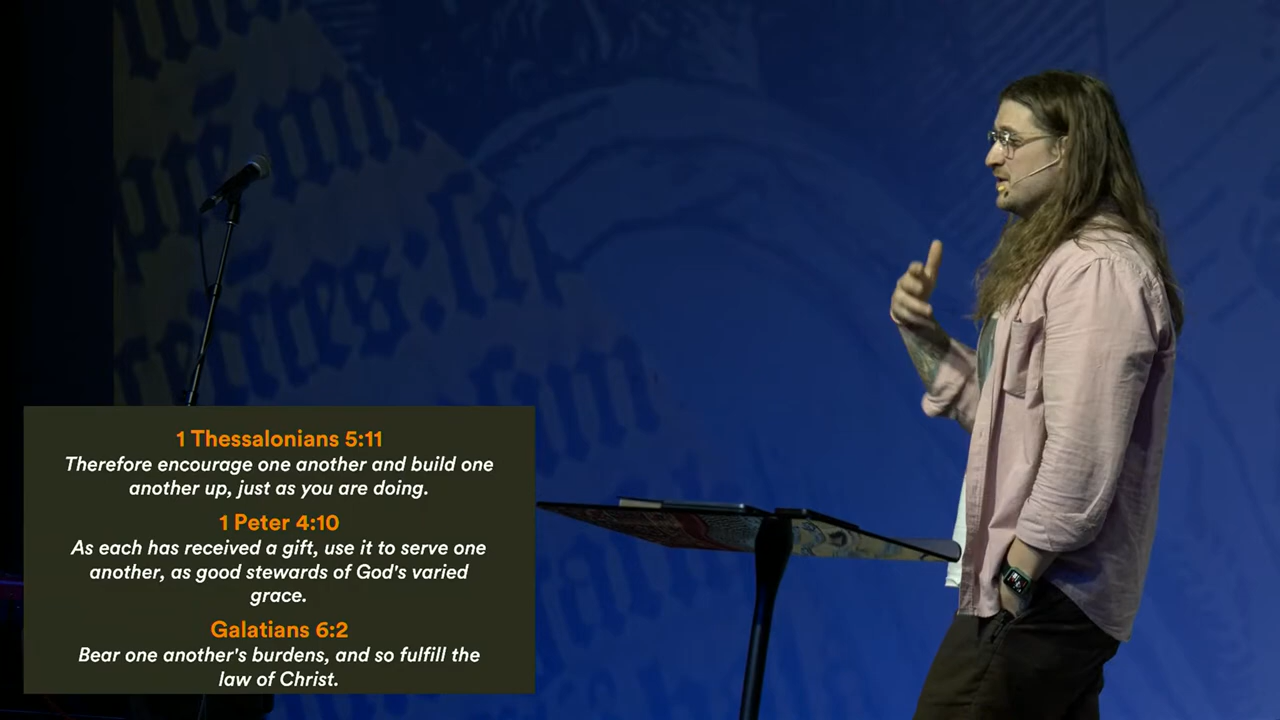 1 Thessalonians 5:11
Therefore encourage one another and build one
another up, just as you are doing.
1 Peter 4:10
As each has received a gift, use it to serve one
another, as good stewards of God's varied
grace.
Galatians 6:2
Bear one another's burdens, and so fulfill the
law of Christ.